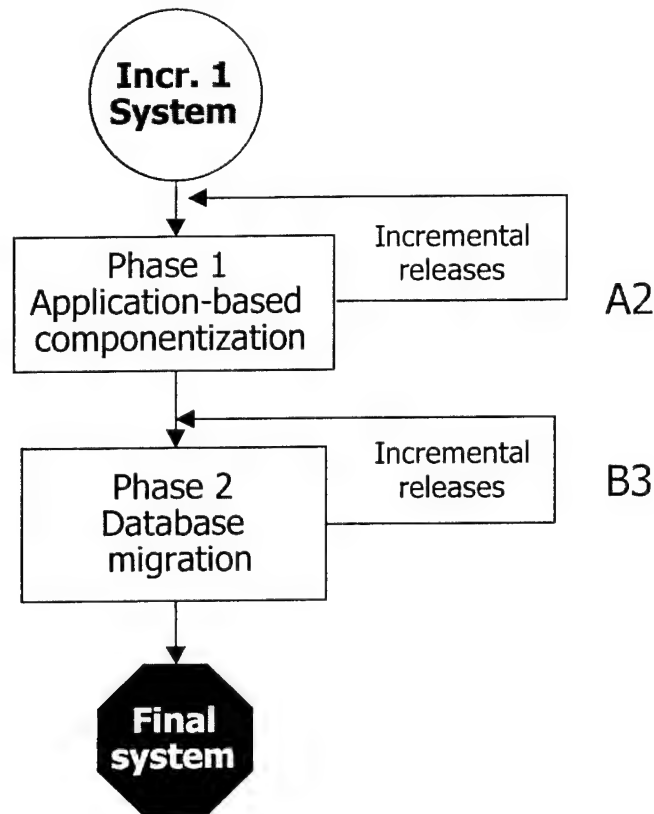 Incr. 1
System
Incremental
releases
A2
Phase 1
Application-based
componentization
Incremental
releases
B3
Phase 2
Database
migration
Final
system